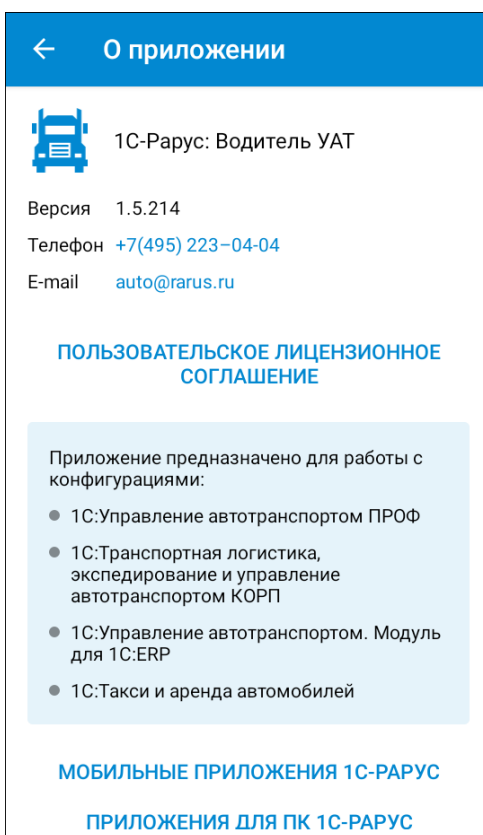 О приложении
1С-Рарус: Водитель УАТ
Версия 1.5.214
Телефон +7(495) 223–04-04
E-mail auto@rarus.ru
ПОЛЬЗОВАТЕЛЬСКОЕ ЛИЦЕНЗИОННОЕ
СОГЛАШЕНИЕ
Приложение предназначено для работы с
конфигурациями:
1С:Управление автотранспортом ПРОФ
1С:Транспортная логистика,
экспедирование и управление
автотранспортом КОРП
1С:Управление автотранспортом. Модуль
для 1С:ERP
1С:Такси и аренда автомобилей
МОБИЛЬНЫЕ ПРИЛОЖЕНИЯ 1С-РАРУС
ПРИЛОЖЕНИЯ ДЛЯ ПК 1С-РАРУС